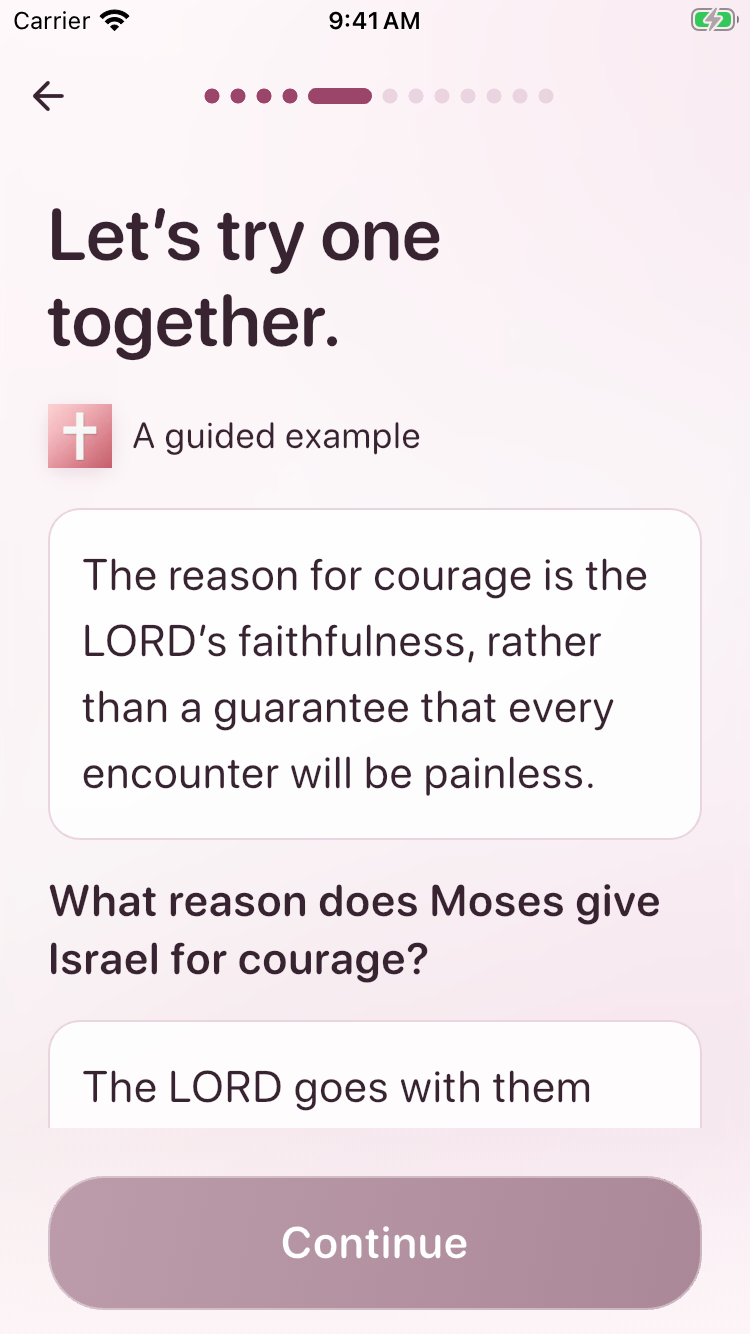 Carrier
9:41 AM
Let’s try one
together.
A guided example
The reason for courage is the
LORD’s faithfulness, rather
than a guarantee that every
encounter will be painless.
What reason does Moses give
Israel for courage?
The LORD goes with them
Continue